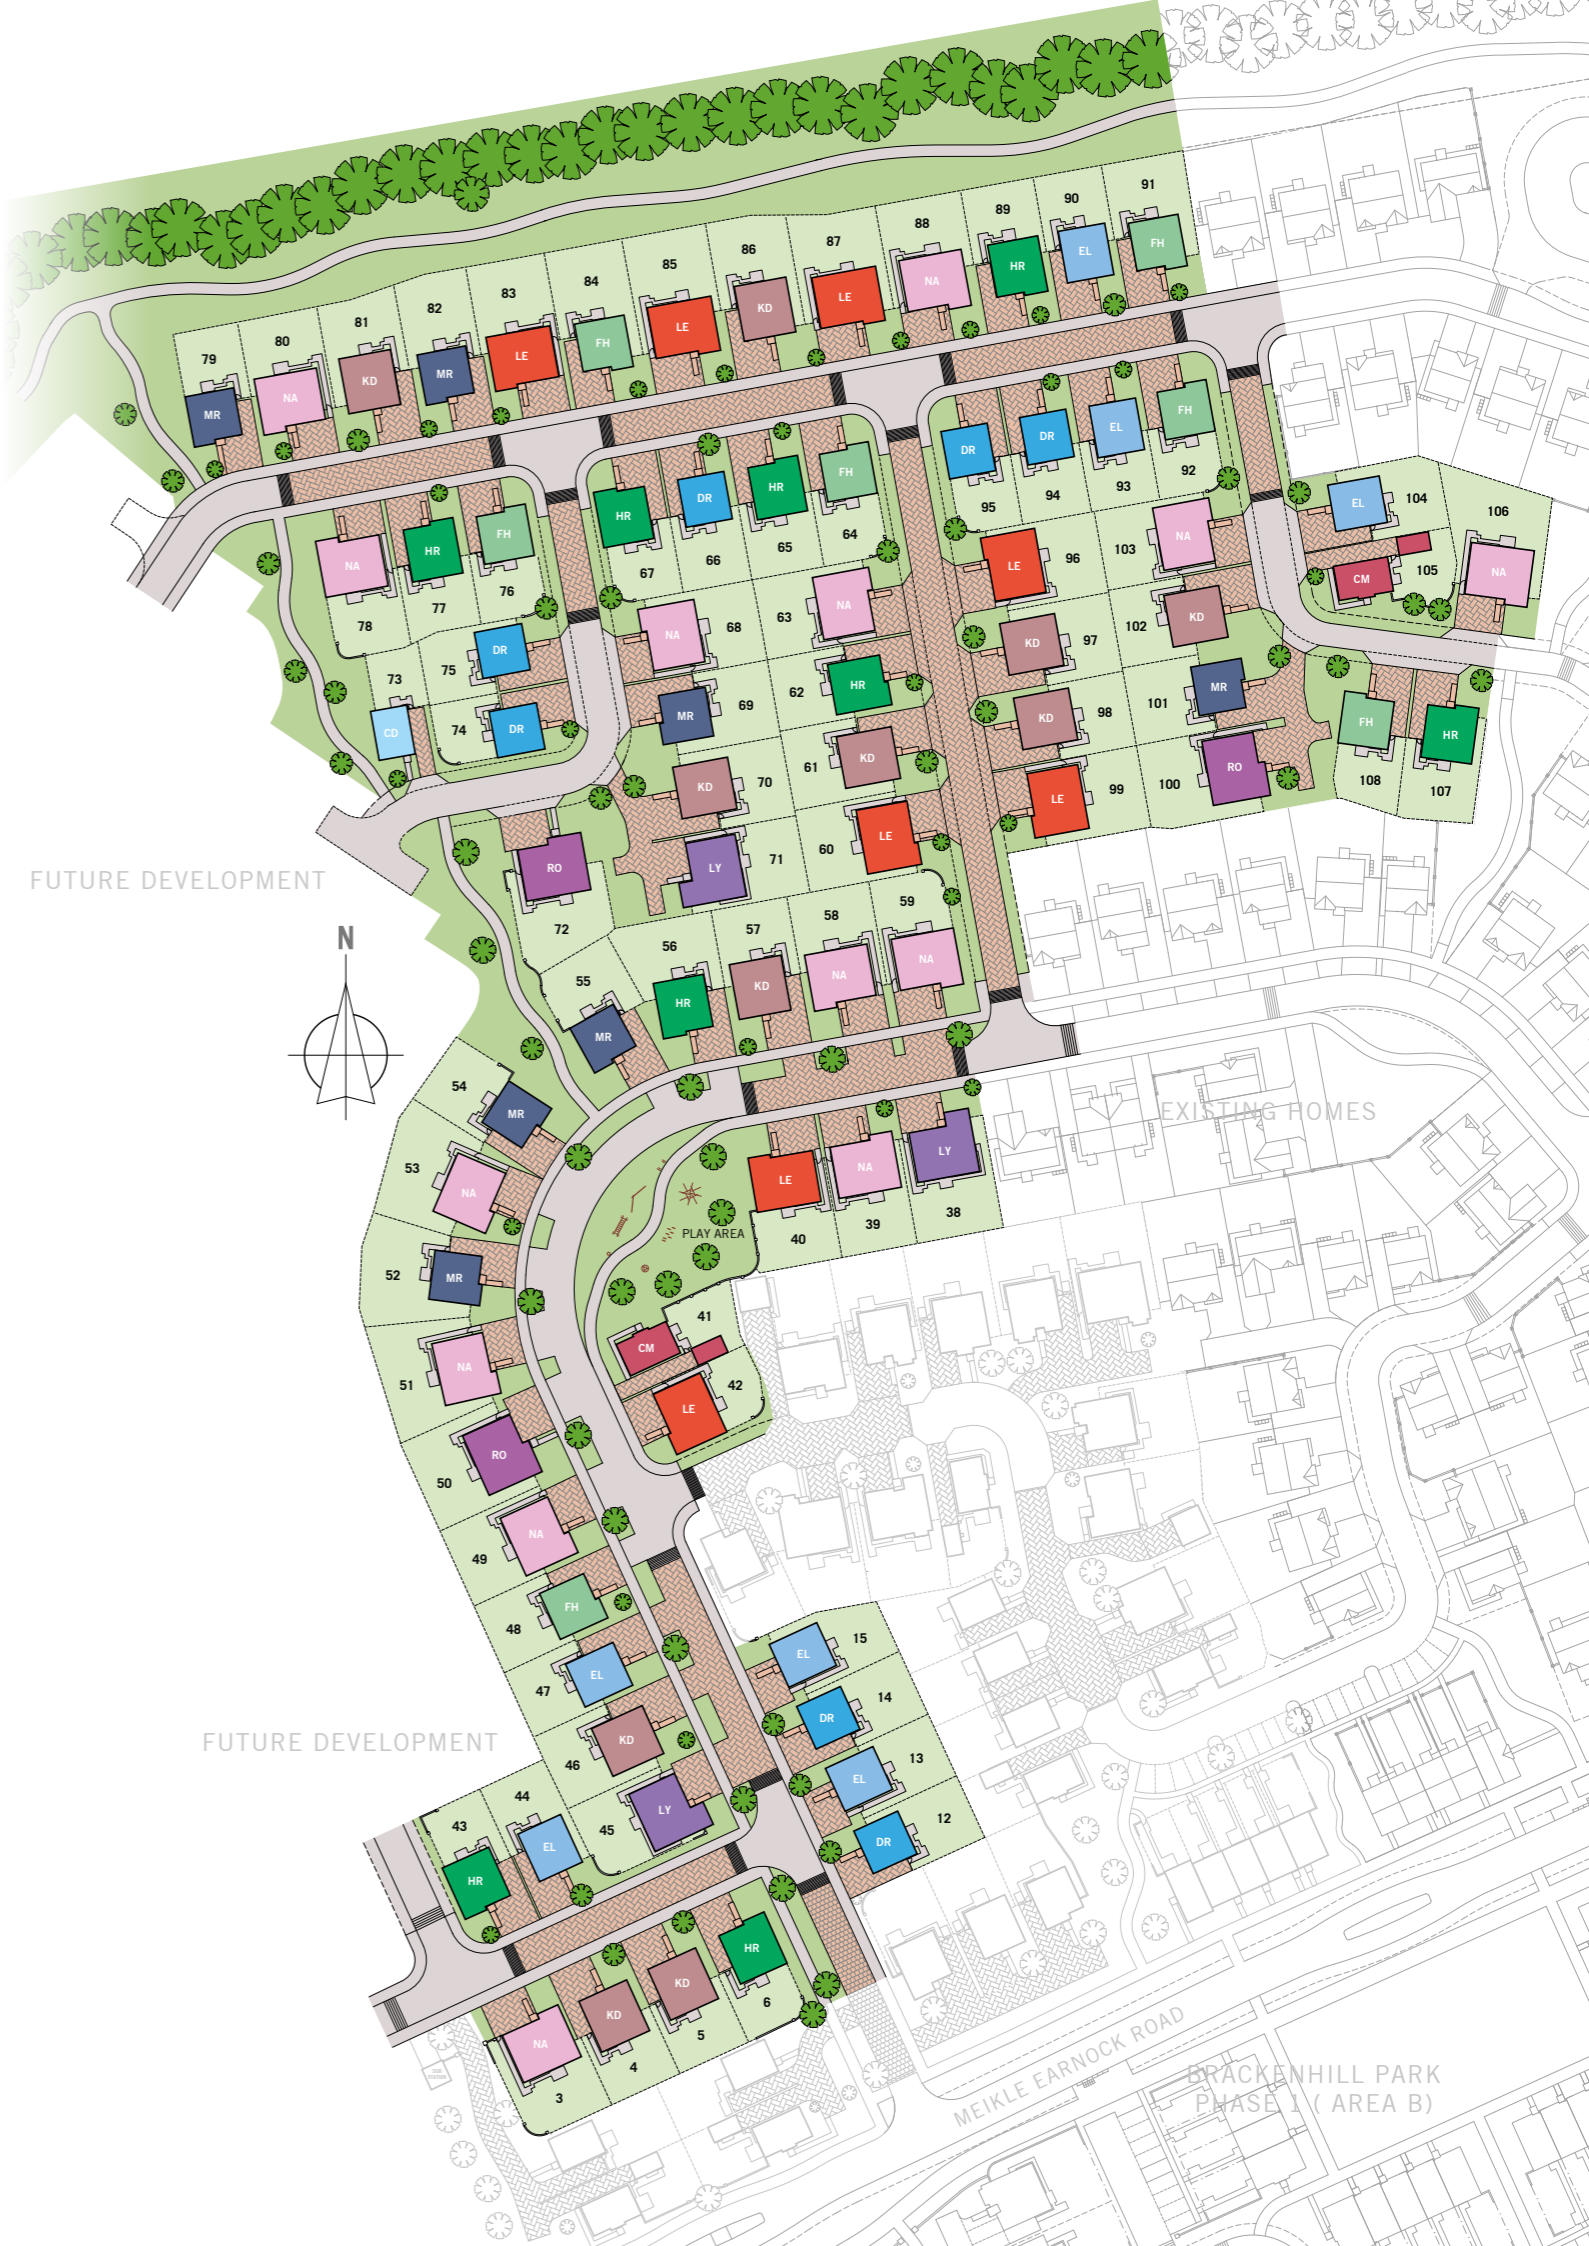 91
90
89
88
87
86
85
84
83
82
81
80
79
FH
EL
HR
NA
LE
KD
LE
FH
LE
MR
KD
NA
MR
DR
DR
EL
FH
95
94
93
92
HR
DR
HR
FH
67
66
65
64
NA
HR
FH
78
77
76
EL
104
CM
105
NA
106
LE
96
103
NA
KD
97
102
KD
KD
98
101
MR
LE
99
100
RO
FH
108
HR
107
NA
68
63
NA
MR
69
62
HR
KD
70
61
KD
LY
71
60
LE
DR
75
73
CD
74
DR
RO
72
FUTURE DEVELOPMENT
N
59
58
57
56
55
NA
NA
KD
HR
MR
54
MR
53
NA
52
MR
51
NA
50
RO
49
NA
48
FH
47
EL
46
KD
45
LY
EXISTING HOMES
LE
NA
LY
40
39
38
PLAY AREA
41
CM
42
LE
EL
15
DR
14
EL
13
DR
12
FUTURE DEVELOPMENT
44
43
EL
HR
HR
6
KD
5
KD
4
NA
3
MEIKLE EARNOCK ROAD
BRACKENHILL PARK
PHASE 1 ( AREA B)